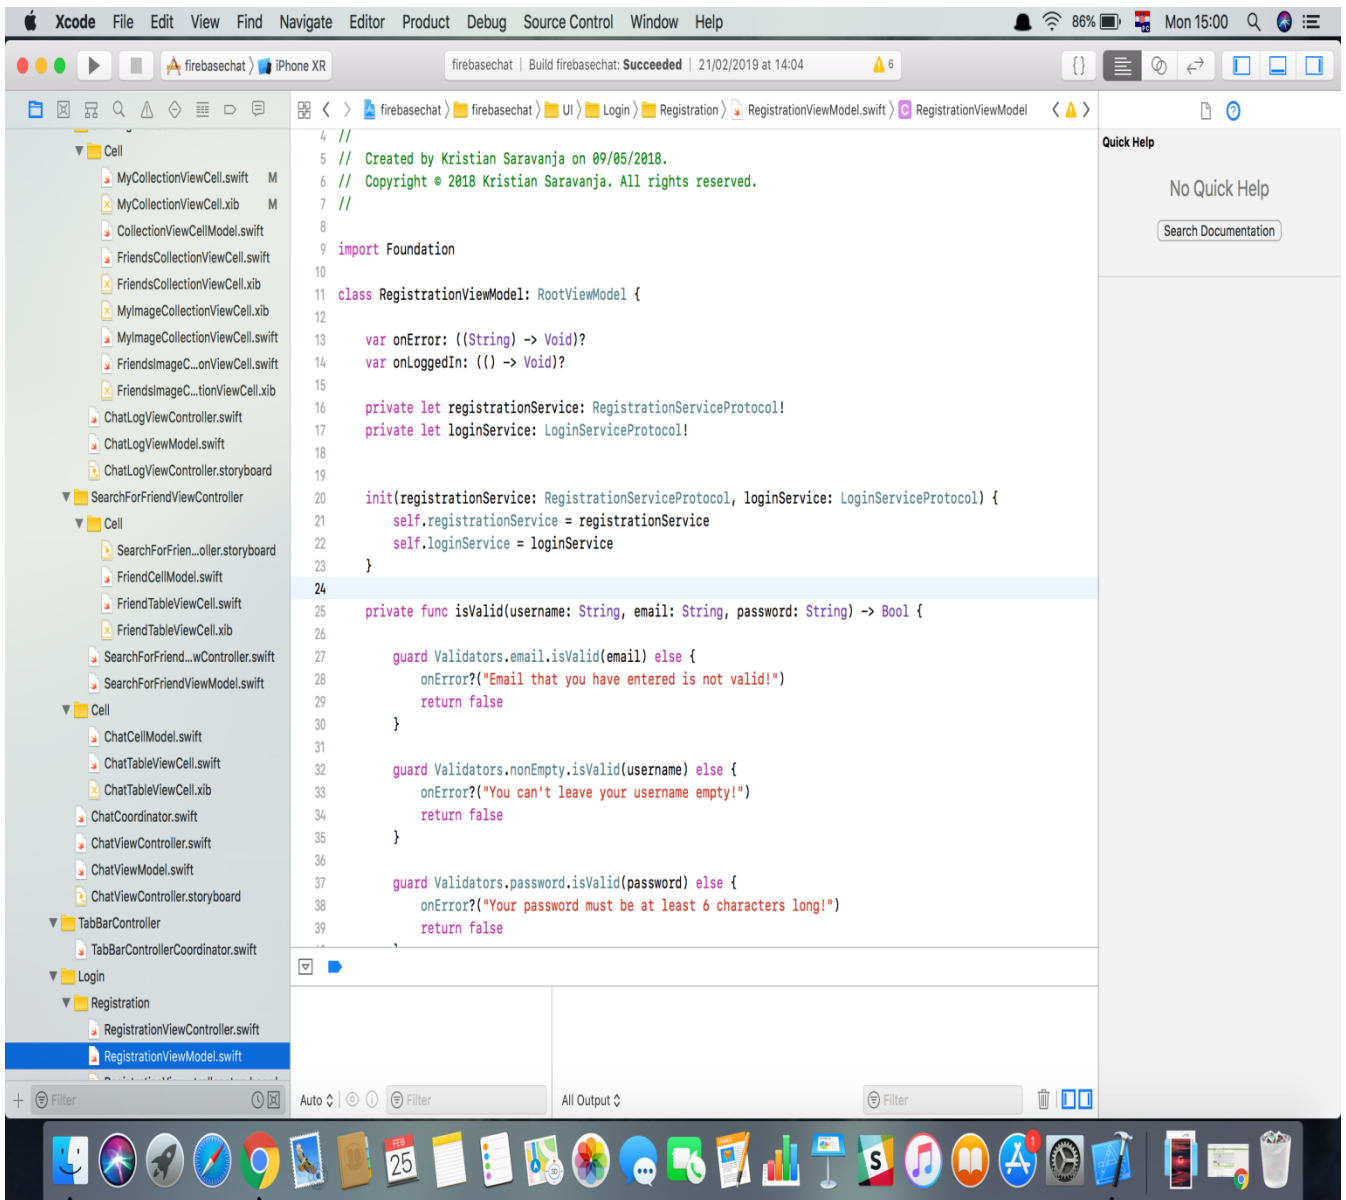 Xcode File Edit View Find Navigate Editor Product Debug Source Control Window Help 86% Mon 15:00
firebasechat iPhone XR firebasechat | Build firebasechat: Succeeded | 21/02/2019 at 14:04 6 {}
firebasechat firebasechat UI Login Registration RegistrationViewModel.swift C RegistrationViewModel
Cell
MyCollectionViewCell.swift M
MyCollectionViewCell.xib M
CollectionViewCellModel.swift
FriendsCollectionViewCell.swift
FriendsCollectionViewCell.xib
MyImageCollectionViewCell.xib
MyImageCollectionViewCell.swift
FriendsImageC...onViewCell.swift
FriendsImageC...tionViewCell.xib
ChatLogViewController.swift
ChatLogViewModel.swift
ChatLogViewController.storyboard
SearchForFriendViewController
Cell
SearchForFrien...oller.storyboard
FriendCellModel.swift
FriendTableViewCell.swift
FriendTableViewCell.xib
SearchForFriend...wController.swift
SearchForFriendViewModel.swift
Cell
ChatCellModel.swift
ChatTableViewCell.swift
ChatTableViewCell.xib
ChatCoordinator.swift
ChatViewController.swift
ChatViewModel.swift
ChatViewController.storyboard
TabBarController
TabBarControllerCoordinator.swift
Login
Registration
RegistrationViewController.swift
RegistrationViewModel.swift
Filter
4 //
5 // Created by Kristian Saravanja on 09/05/2018.
6 // Copyright © 2018 Kristian Saravanja. All rights reserved.
7 //
8
9 import Foundation
10
11 class RegistrationViewModel: RootViewModel {
12
13 var onError: ((String) -> Void)?
14 var onLoggedIn: (() -> Void)?
15
16 private let registrationService: RegistrationServiceProtocol!
17 private let loginService: LoginServiceProtocol!
18
19
20 init(registrationService: RegistrationServiceProtocol, loginService: LoginServiceProtocol) {
21 self.registrationService = registrationService
22 self.loginService = loginService
23 }
24
25 private func isValid(username: String, email: String, password: String) -> Bool {
26
27 guard Validators.email.isValid(email) else {
28 onError?("Email that you have entered is not valid!")
29 return false
30 }
31
32 guard Validators.nonEmpty.isValid(username) else {
33 onError?("You can't leave your username empty!")
34 return false
35 }
36
37 guard Validators.password.isValid(password) else {
38 onError?("Your password must be at least 6 characters long!")
39 return false
Auto Filter All Output Filter
Quick Help
No Quick Help
Search Documentation
FEB
25
PAGES
S
1